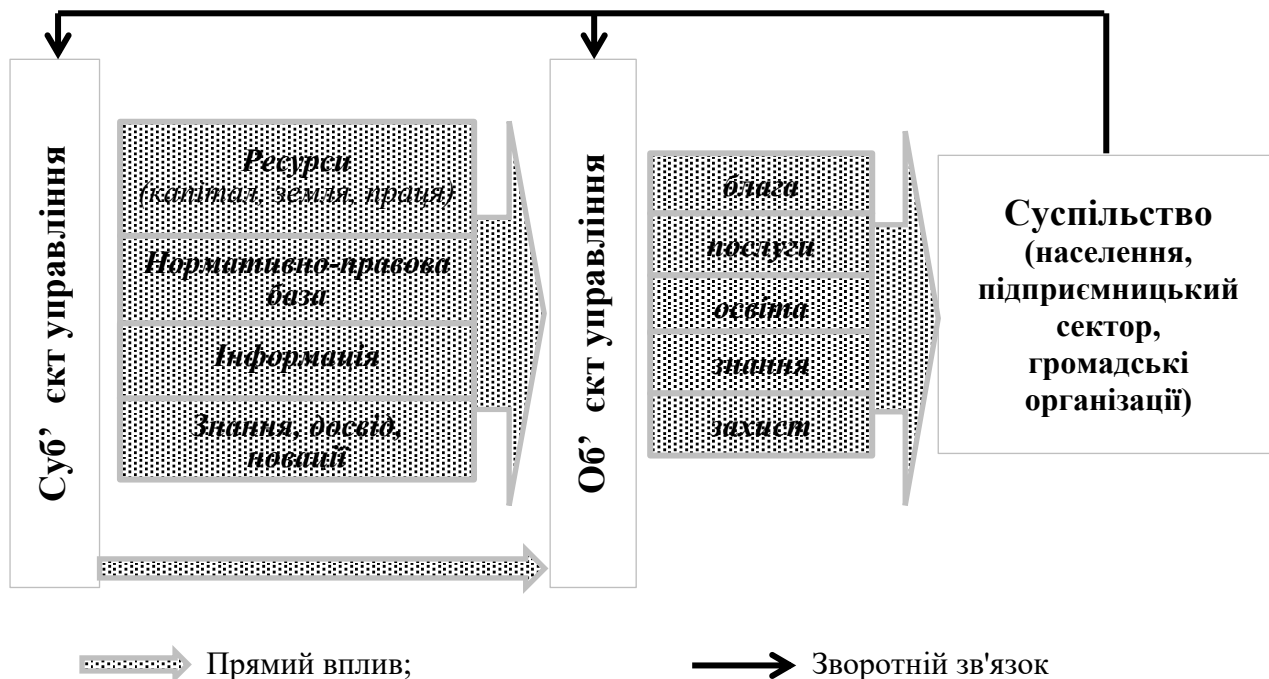 Суб’ єкт управління
Ресурси
(капітал, земля, праця)
Нормативно-правова
база
Інформація
Знання, досвід,
новації
Об’ єкт управління
блага
послуги
освіта
знання
захист
Суспільство
(населення,
підприємницький
сектор,
громадські
організації)
Прямий вплив;
Зворотній зв'язок